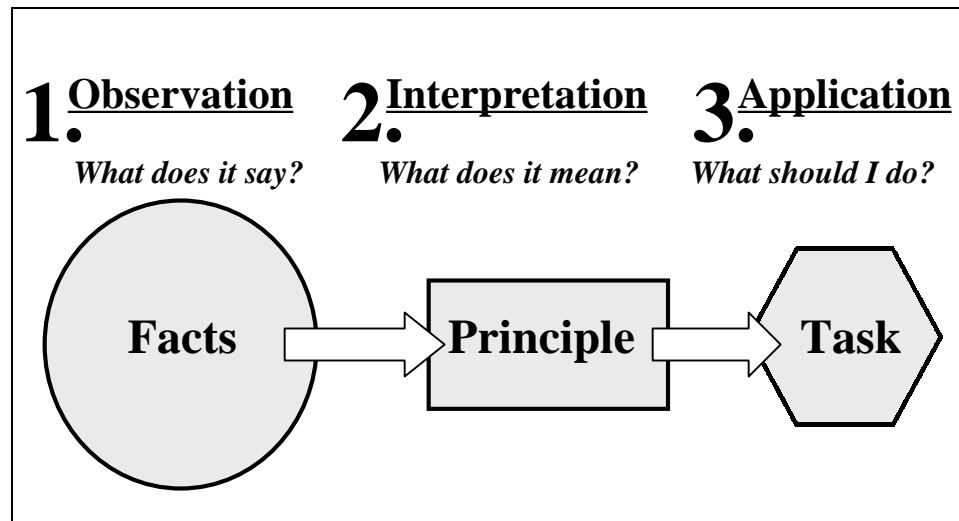 1. Observation
What does it say?
2. Interpretation
What does it mean?
3. Application
What should I do?
Facts
Principle
Task